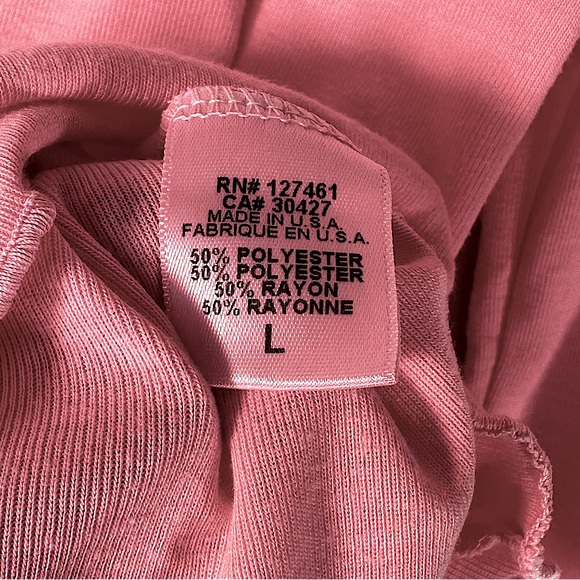 RN# 127461
CA# 30427
MADE IN U.S.A.
FABRIQUE EN U.S.A.
50% POLYESTER
50% POLYESTER
50% RAYON
50% RAYONNE
L